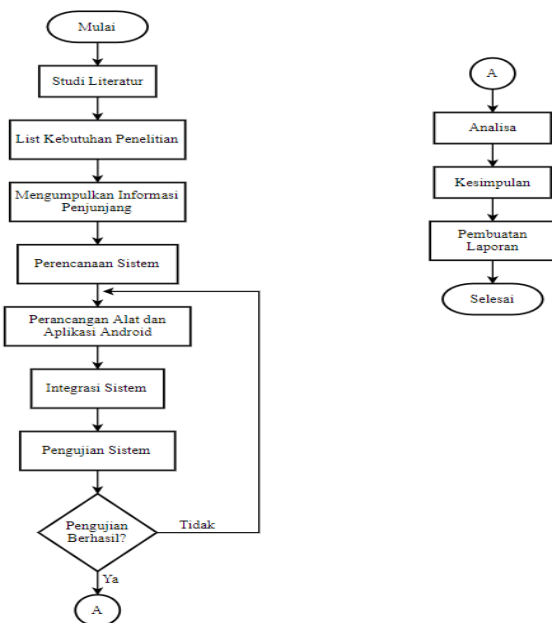 Mulai
Studi Literatur
List Kebutuhan Penelitian
Mengumpulkan Informasi
Penjunjang
Perencanaan Sistem
Perancangan Alat dan
Aplikasi Android
Integrasi Sistem
Pengujian Sistem
Pengujian
Berhasil?
Tidak
Ya
A
A
Analisa
Kesimpulan
Pembuatan
Laporan
Selesai